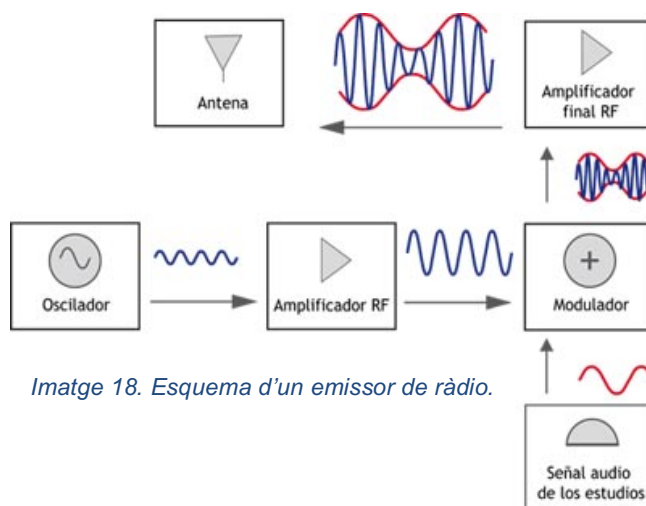 Antena
Amplificador
final RF
Oscilador
Amplificador RF
Modulador
Imatge 18. Esquema d’un emissor de ràdio.
Señal audio
de los estudios